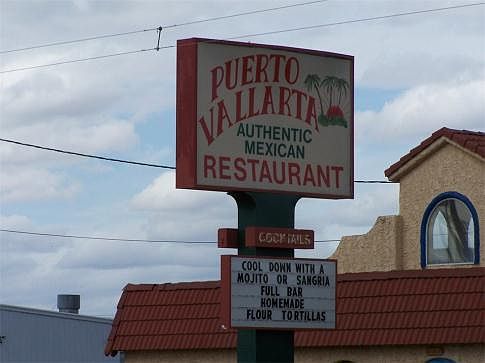 PUERTO
VALLARTA
AUTHENTIC
MEXICAN
RESTAURANT
COCKTAILS
COOL DOWN WITH A
MOJITO OR SANGRIA
FULL BAR
HOMEMADE
FLOUR TORTILLAS